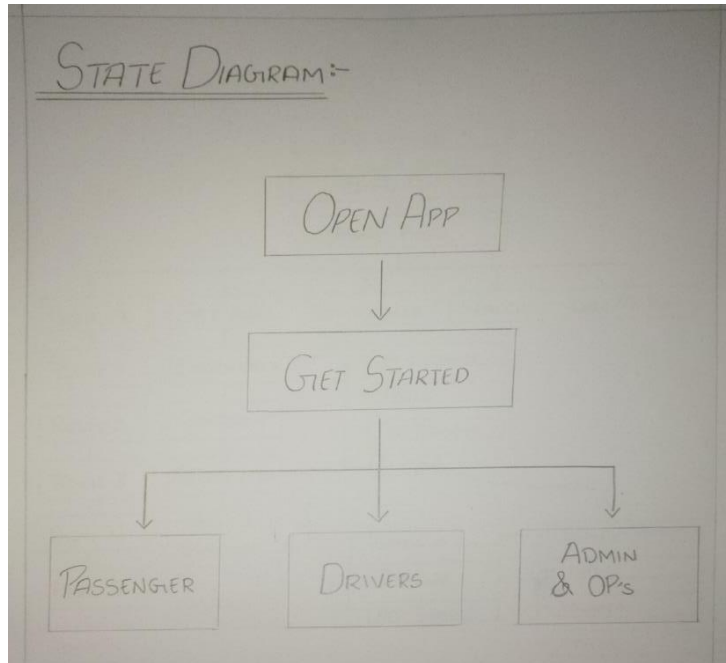 STATE DIAGRAM:-
OPEN APP
GET STARTED
PASSENGER
DRIVERS
ADMIN
& OP's